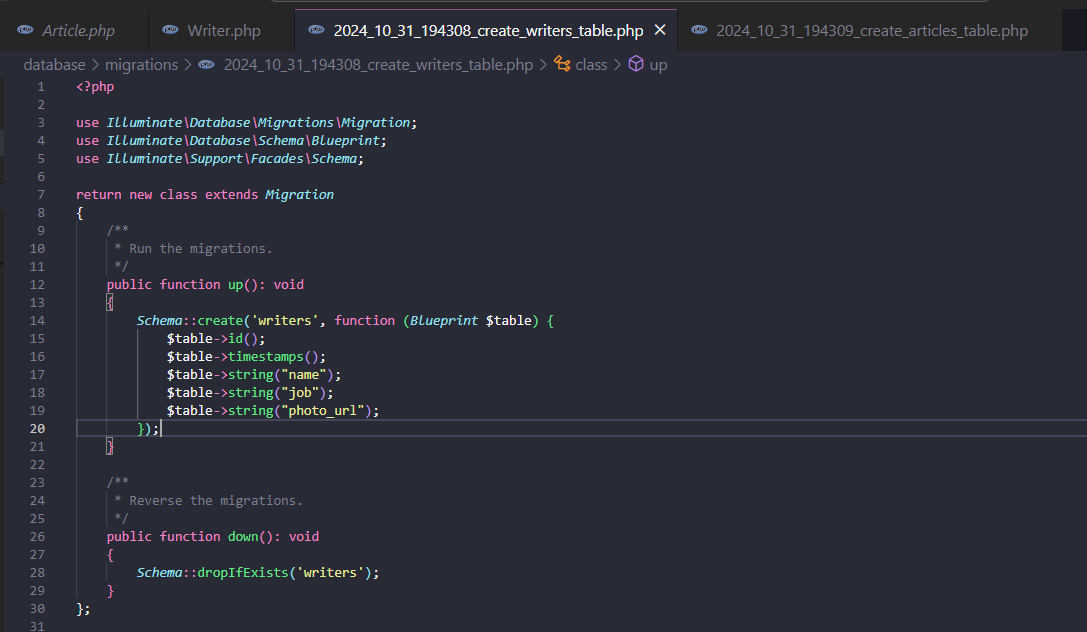 Article.php
Writer.php
2024_10_31_194308_create_writers_table.php
2024_10_31_194309_create_articles_table.php
database > migrations > 2024_10_31_194308_create_writers_table.php > class > up
1 <?php
2
3 use Illuminate\Database\Migrations\Migration;
4 use Illuminate\Database\Schema\Blueprint;
5 use Illuminate\Support\Facades\Schema;
6
7 return new class extends Migration
8 {
9     /**
10      * Run the migrations.
11      */
12     public function up(): void
13     {
14         Schema::create('writers', function (Blueprint $table) {
15             $table->id();
16             $table->timestamps();
17             $table->string("name");
18             $table->string("job");
19             $table->string("photo_url");
20         });
21     }
22
23     /**
24      * Reverse the migrations.
25      */
26     public function down(): void
27     {
28         Schema::dropIfExists('writers');
29     }
30 };
31